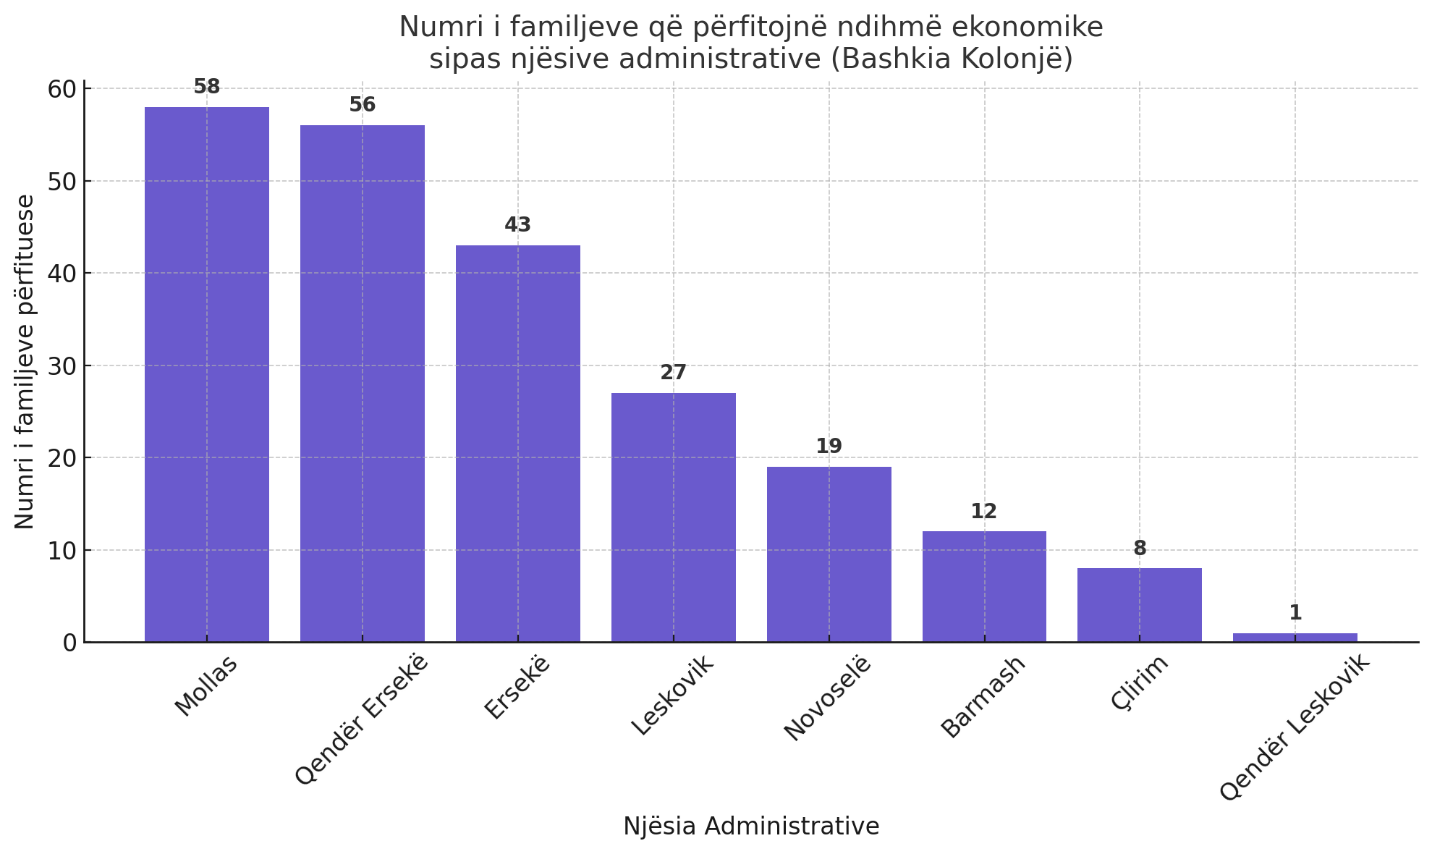 Numri i familjeve që përfitojnë ndihmë ekonomike
sipas njësive administrative (Bashkia Kolonjë)
Numri i familjeve përfituese
60
50
40
30
20
10
0
58
56
43
27
19
12
8
1
Mollas
Qendër Ersekë
Ersekë
Leskovik
Novoselë
Barmash
Çlirim
Qendër Leskovik
Njësia Administrative